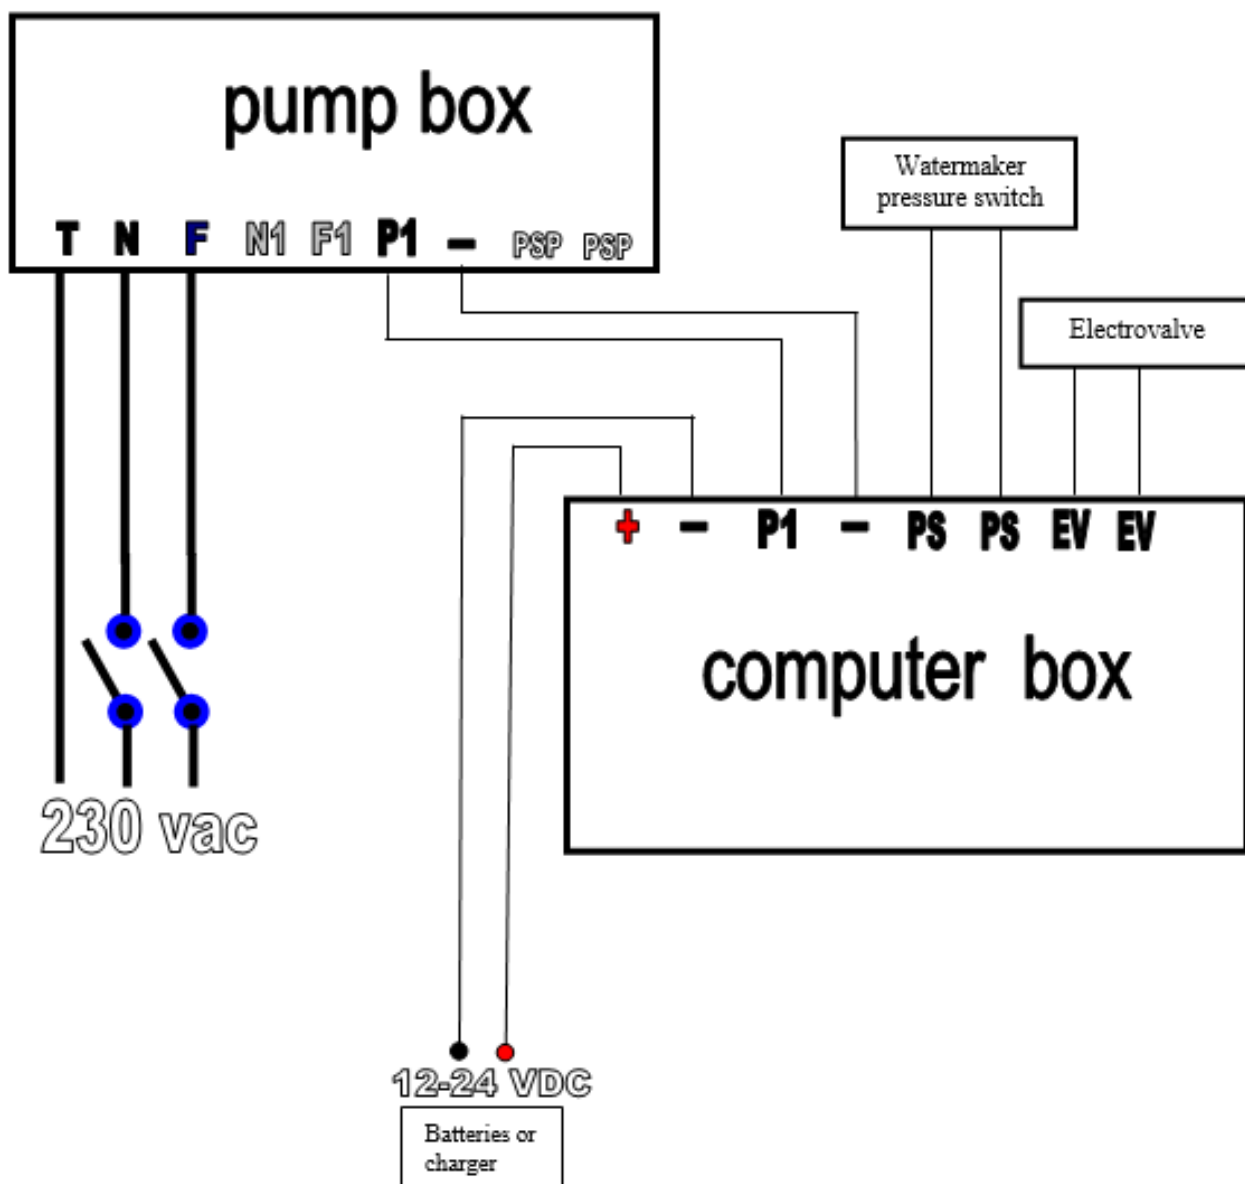 pump box
T N F N1 F1 P1 - PSP PSP
Watermaker
pressure switch
Electrovalve
+ - P1 - PS PS EV EV
computer box
230 vac
12-24 VDC
Batteries or
charger